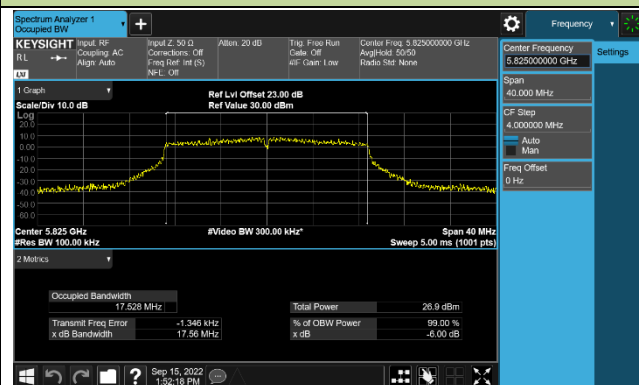 Spectrum Analyzer 1
Occupied BW
+
Frequency
KEYSIGHT
Input: RF
Coupling: AC
Align: Auto
Input Z: 50 Ω
Corrections: Off
Freq Ref: Int (S)
NFE: Off
Atten: 20 dB
Trig: Free Run
Gate: Off
#IF Gain: Low
Center Freq: 5.825000000 GHz
Avg|Hold: 50/50
Radio Std: None
RL
LXI
Center Frequency
5.825000000 GHz
Settings
Span
40.000 MHz
CF Step
4.000000 MHz
Auto
Man
Freq Offset
0 Hz
1 Graph
Scale/Div 10.0 dB
Ref Lvl Offset 23.00 dB
Ref Value 30.00 dBm
Log
20.0
10.0
0.00
-10.0
-20.0
-30.0
-40.0
-50.0
-60.0
Center 5.825 GHz
#Res BW 100.00 kHz
#Video BW 300.00 kHz*
Span 40 MHz
Sweep 5.00 ms (1001 pts)
2 Metrics
Occupied Bandwidth
17.528 MHz
Total Power 26.9 dBm
Transmit Freq Error -1.346 kHz
% of OBW Power 99.00 %
x dB Bandwidth 17.56 MHz
x dB -6.00 dB
?
Sep 15, 2022
1:52:18 PM